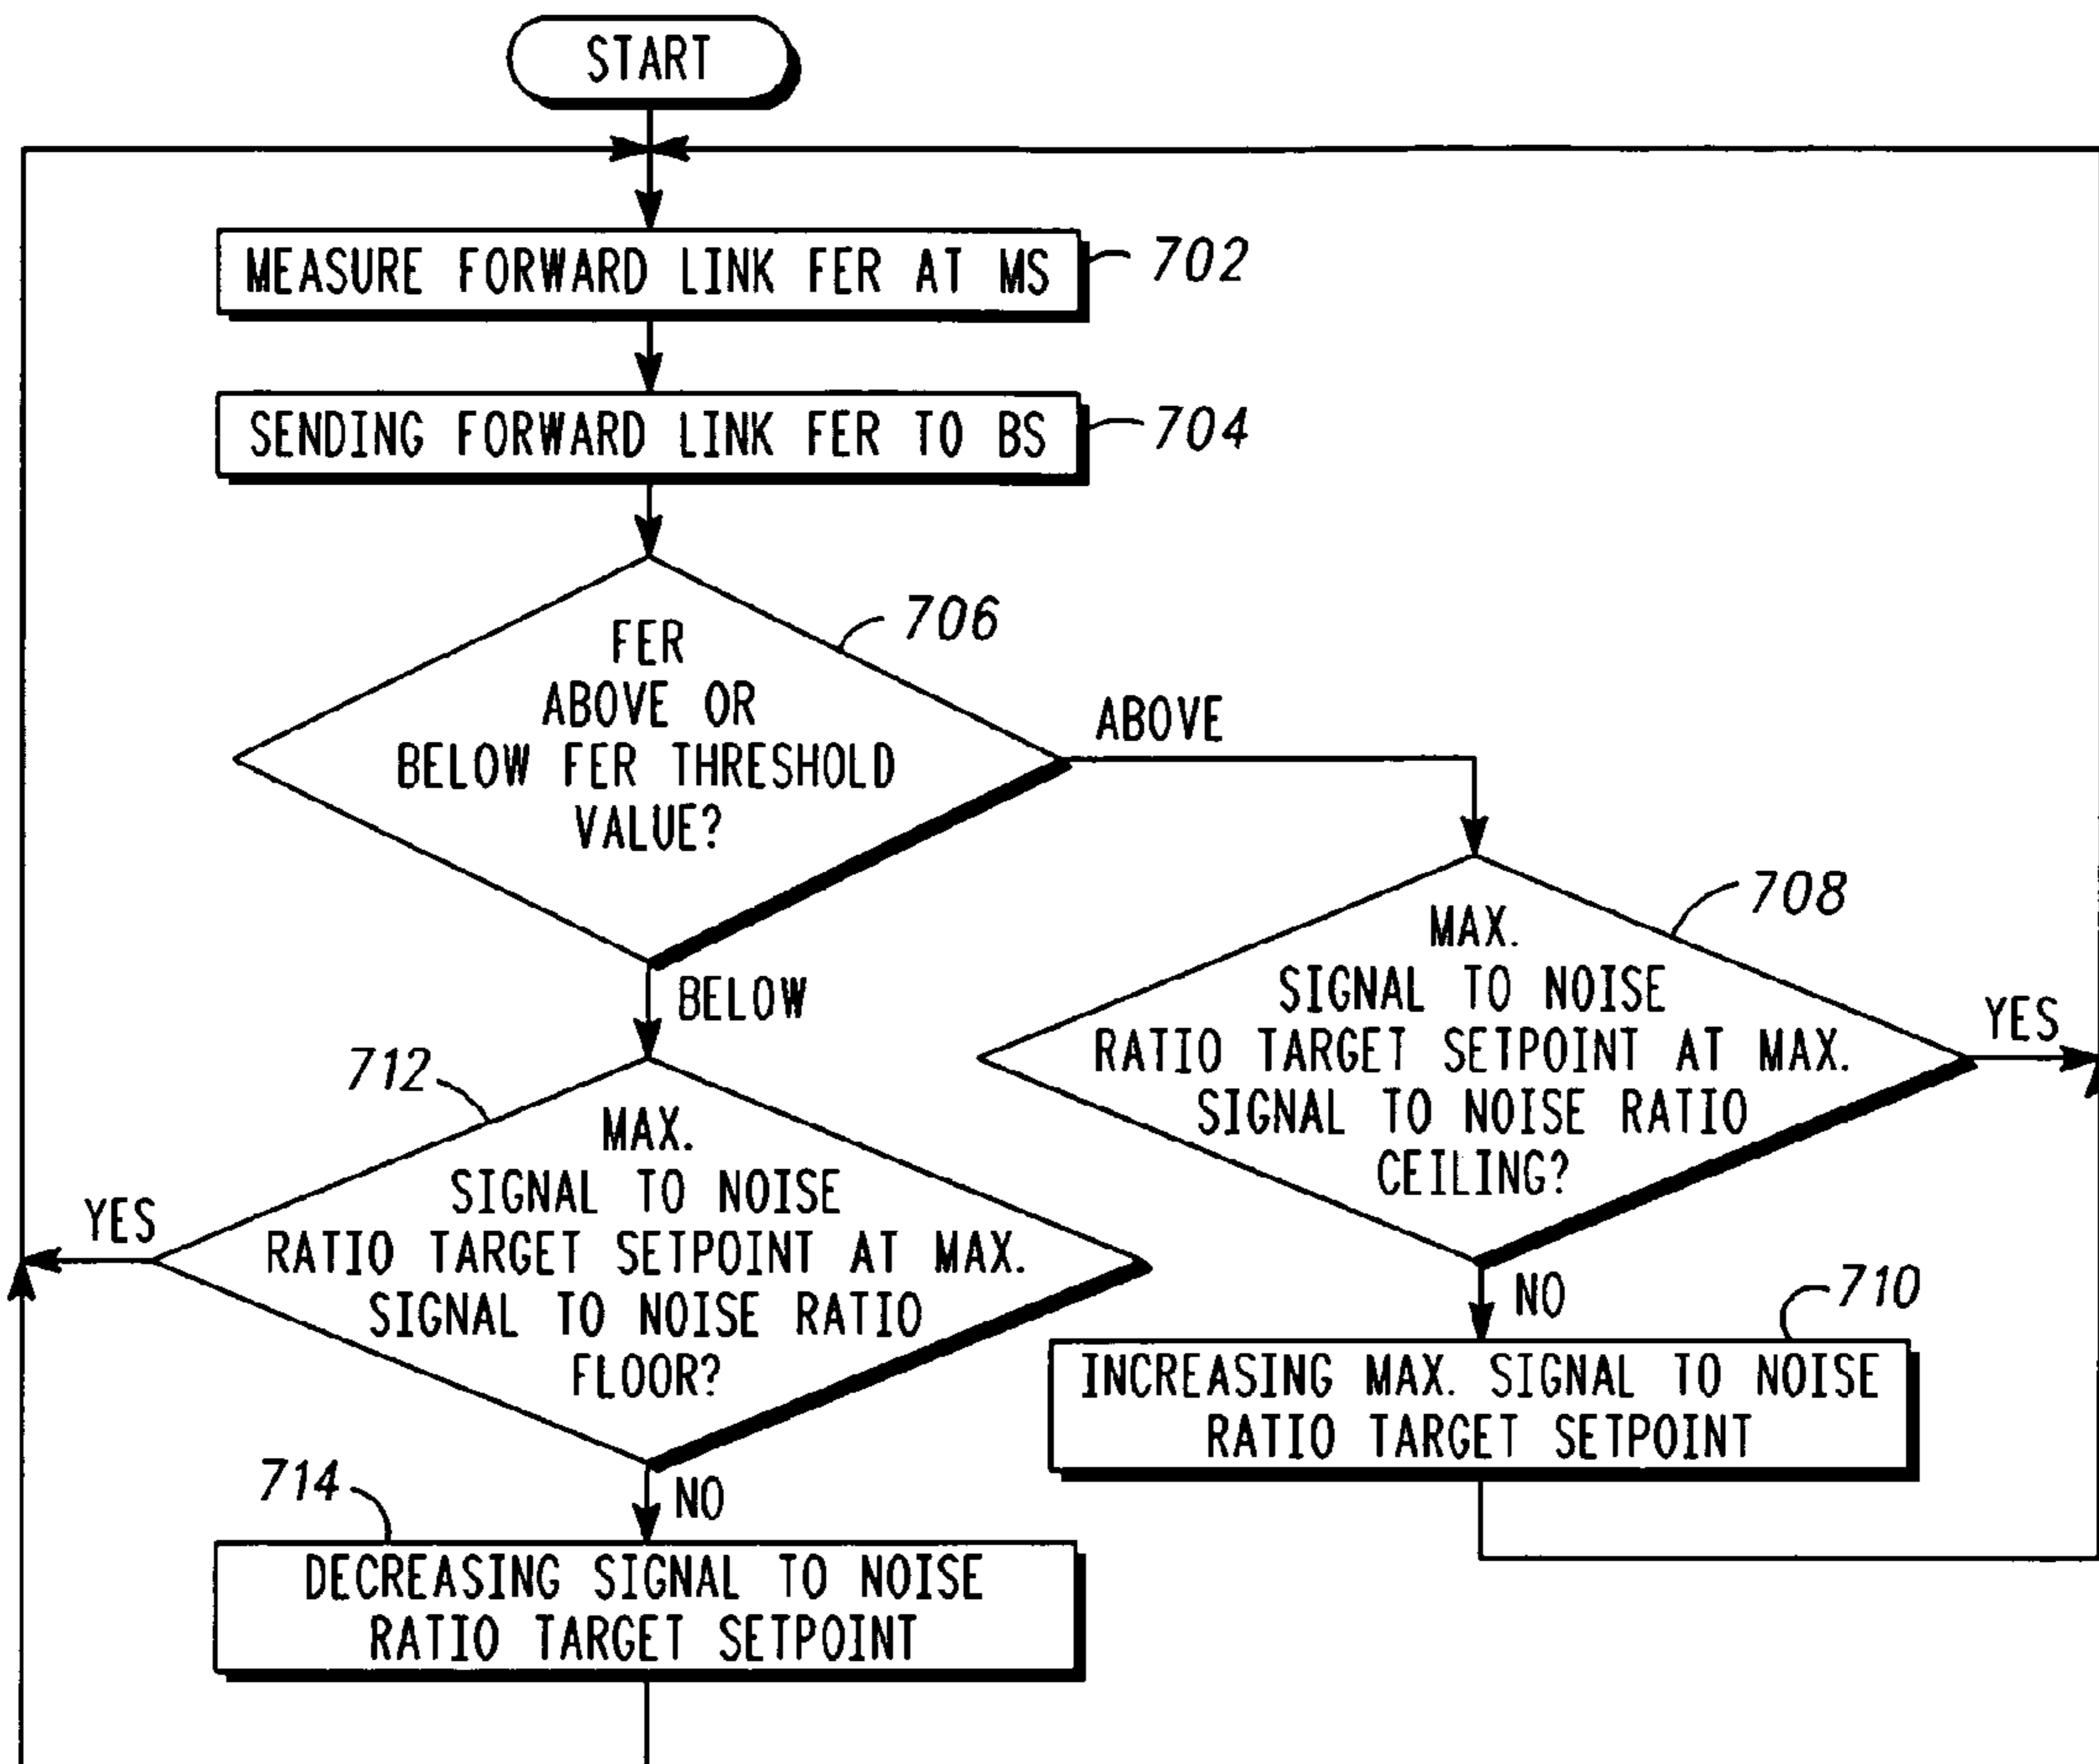 START
MEASURE FORWARD LINK FER AT MS
702
SENDING FORWARD LINK FER TO BS
704
FER
ABOVE OR
BELOW FER THRESHOLD
VALUE?
706
ABOVE
BELOW
MAX.
SIGNAL TO NOISE
RATIO TARGET SETPOINT AT MAX.
SIGNAL TO NOISE RATIO
CEILING?
708
YES
NO
INCREASING MAX. SIGNAL TO NOISE
RATIO TARGET SETPOINT
710
712
MAX.
SIGNAL TO NOISE
RATIO TARGET SETPOINT AT MAX.
SIGNAL TO NOISE RATIO
FLOOR?
YES
NO
714
DECREASING SIGNAL TO NOISE
RATIO TARGET SETPOINT